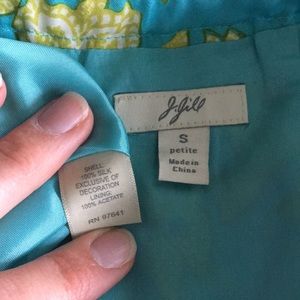 J.Jill
S
petite
Made in
China
SHELL:
100% SILK
EXCLUSIVE OF
DECORATION
LINING:
100% ACETATE
RN 97641